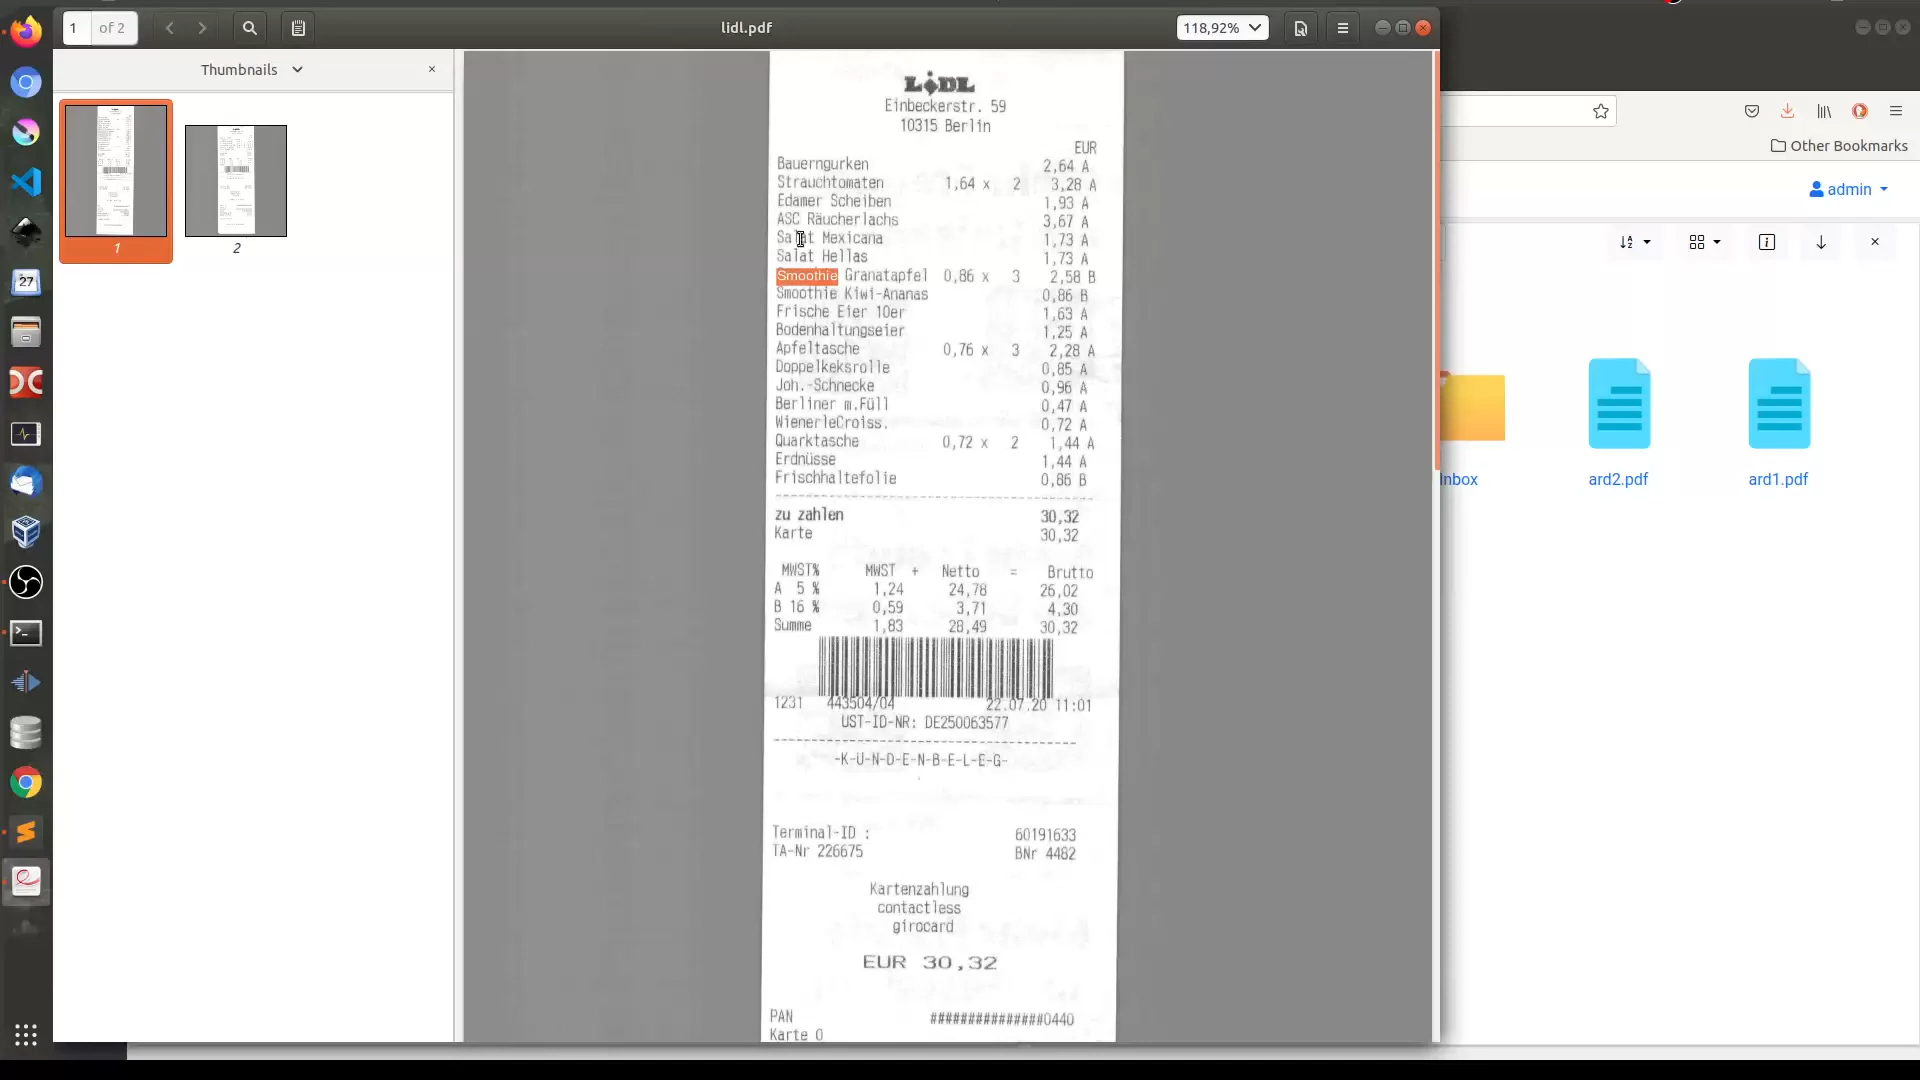 1 of 2
lidl.pdf
118,92%
Thumbnails
1
2
27
LIDL
Einbeckerstr. 59
10315 Berlin
EUR
Bauerngurken 2,64 A
Strauchtomaten 1,64 x 2 3,28 A
Edamer Scheiben 1,93 A
ASC Räucherlachs 3,67 A
Salat Mexicana 1,73 A
Salat Hellas 1,73 A
Smoothie Granatapfel 0,86 x 3 2,58 B
Smoothie Kiwi-Ananas 0,86 B
Frische Eier 10er 1,63 A
Bodenhaltungseier 1,25 A
Apfeltasche 0,76 x 3 2,28 A
Doppelkeksrolle 0,85 A
Joh.-Schnecke 0,96 A
Berliner m.Füll 0,47 A
WienerleCroiss. 0,72 A
Quarktasche 0,72 x 2 1,44 A
Erdnüsse 1,44 A
Frischhaltefolie 0,86 B
zu zahlen 30,32
Karte 30,32
MWST% MWST + Netto = Brutto
A 5 % 1,24 24,78 26,02
B 16 % 0,59 3,71 4,30
Summe 1,83 28,49 30,32
1231 443504/04 22.07.20 11:01
UST-ID-NR: DE250063577
-K-U-N-D-E-N-B-E-L-E-G-
Terminal-ID : 60191633
TA-Nr 226675 BNr 4482
Kartenzahlung
contactless
girocard
EUR 30,32
PAN ###############0440
Karte 0
Other Bookmarks
admin
Inbox
ard2.pdf
ard1.pdf